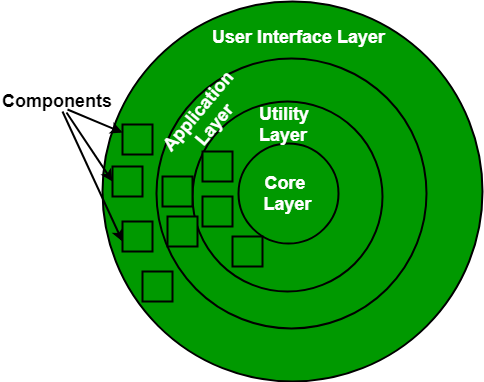 User Interface Layer
Components
Application
Layer
Utility
Layer
Core
Layer